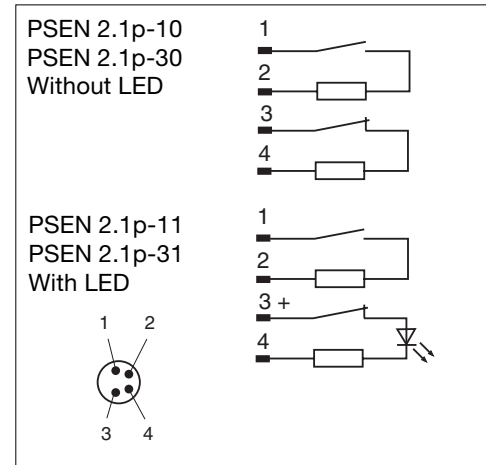 PSEN 2.1p-10
PSEN 2.1p-30
Without LED
1
2
3
4
PSEN 2.1p-11
PSEN 2.1p-31
With LED
1
2
3 +
4
1 2
3 4